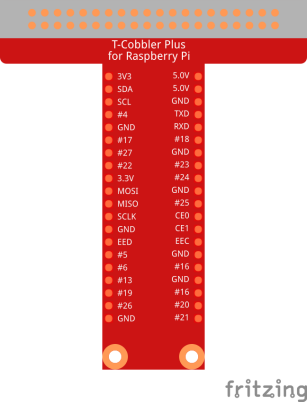 T-Cobbler Plus
for Raspberry Pi
3V3 5.0V
SDA 5.0V
SCL GND
#4 TXD
GND RXD
#17 #18
#27 GND
#22 #23
3.3V #24
MOSI GND
MISO #25
SCLK CE0
GND CE1
EED EEC
#5 GND
#6 #16
#13 GND
#19 #16
#26 #20
GND #21
fritzing